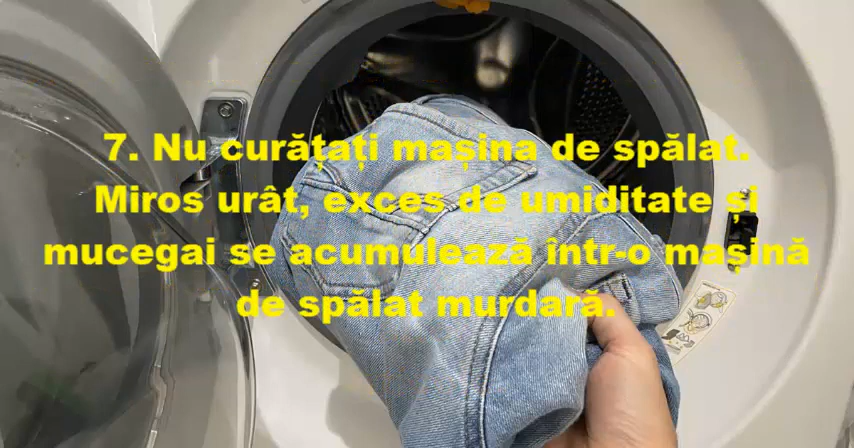 7. Nu curățați mașina de spălat.
Miros urât, exces de umiditate și
mucegai se acumulează într-o mașină
de spălat murdară.